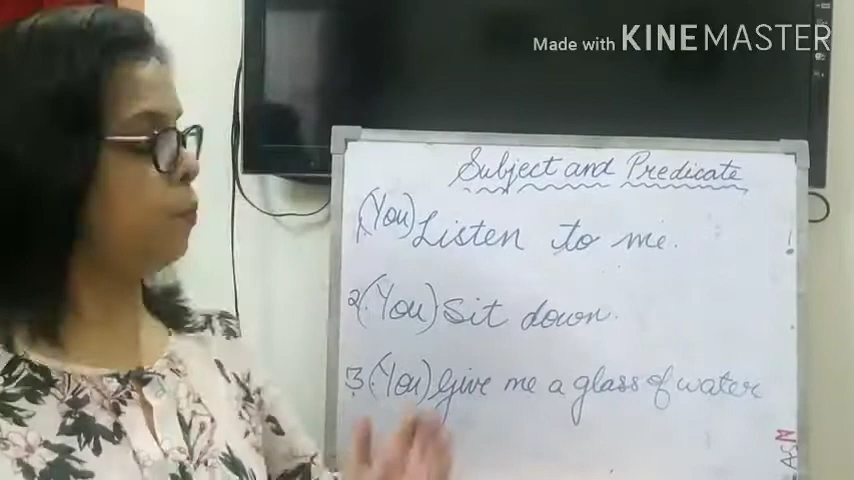 Made with KINEMASTER
Subject and Predicate
1. (You) Listen to me.
2. (You) Sit down.
3. (You) Give me a glass of water